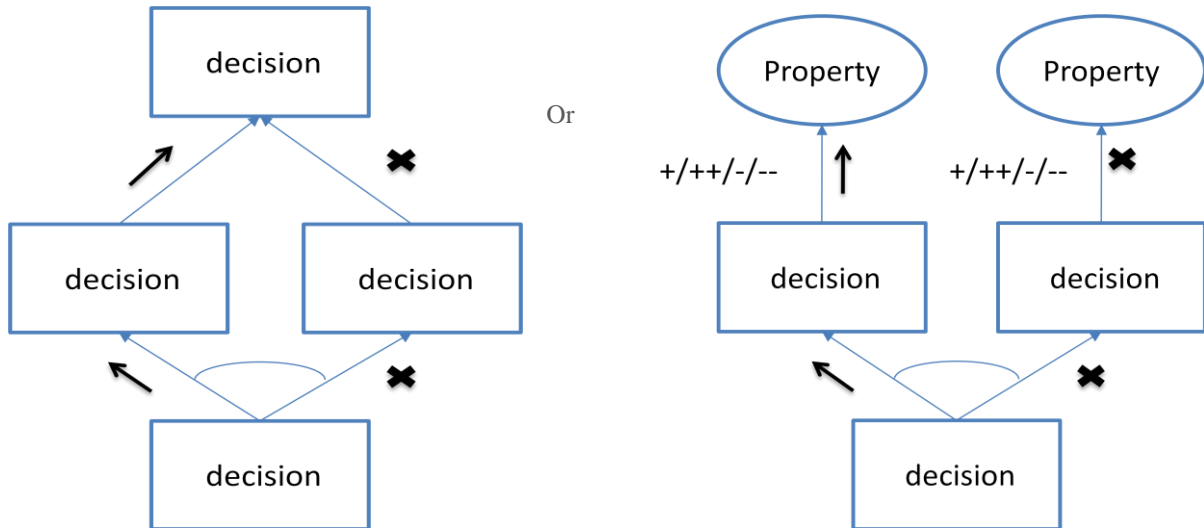 decision
Property
Property
Or
+/++/-/--
+/++/-/--
decision
decision
decision
decision
decision
decision